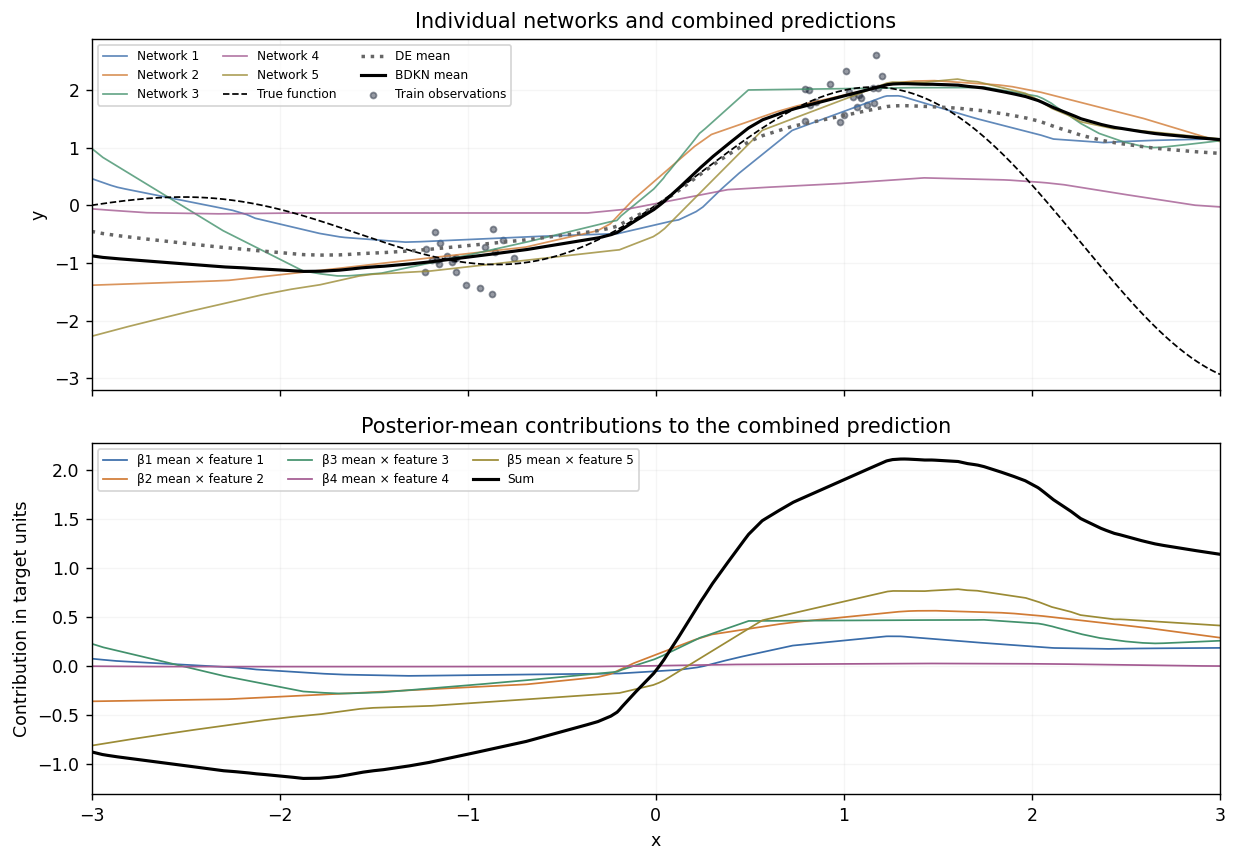 Individual networks and combined predictions
Network 1
Network 2
Network 3
Network 4
Network 5
True function
DE mean
BDKN mean
Train observations
y
2
1
0
−1
−2
−3
Posterior-mean contributions to the combined prediction
β1 mean × feature 1
β2 mean × feature 2
β3 mean × feature 3
β4 mean × feature 4
β5 mean × feature 5
Sum
Contribution in target units
2.0
1.5
1.0
0.5
0.0
−0.5
−1.0
−3
−2
−1
0
1
2
3
x